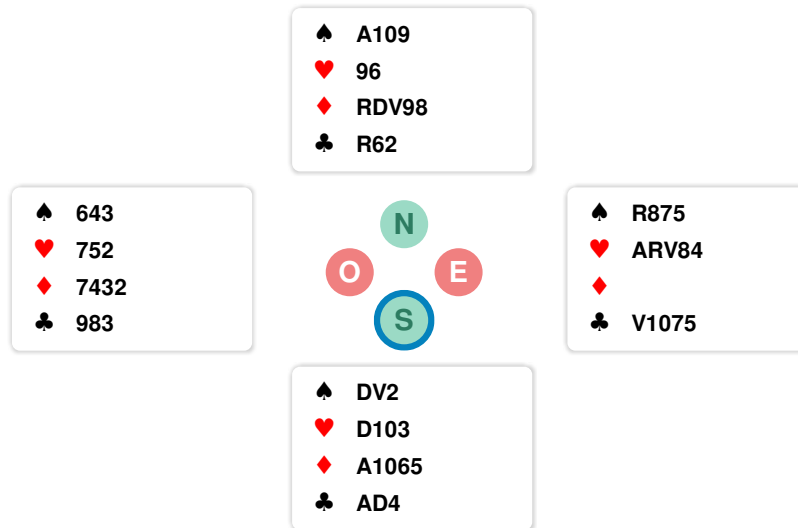 ♠ A109
♥ 96
♦ RDV98
♣ R62
♠ 643
♥ 752
♦ 7432
♣ 983
N
O E
S
♠ R875
♥ ARV84
♦
♣ V1075
♠ DV2
♥ D103
♦ A1065
♣ AD4